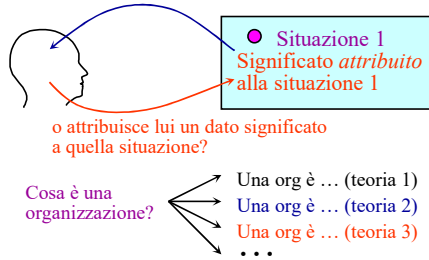 Situazione 1
Significato attribuito
alla situazione 1
o attribuisce lui un dato significato
a quella situazione?
Cosa è una
organizzazione?
Una org è … (teoria 1)
Una org è … (teoria 2)
Una org è … (teoria 3)
...